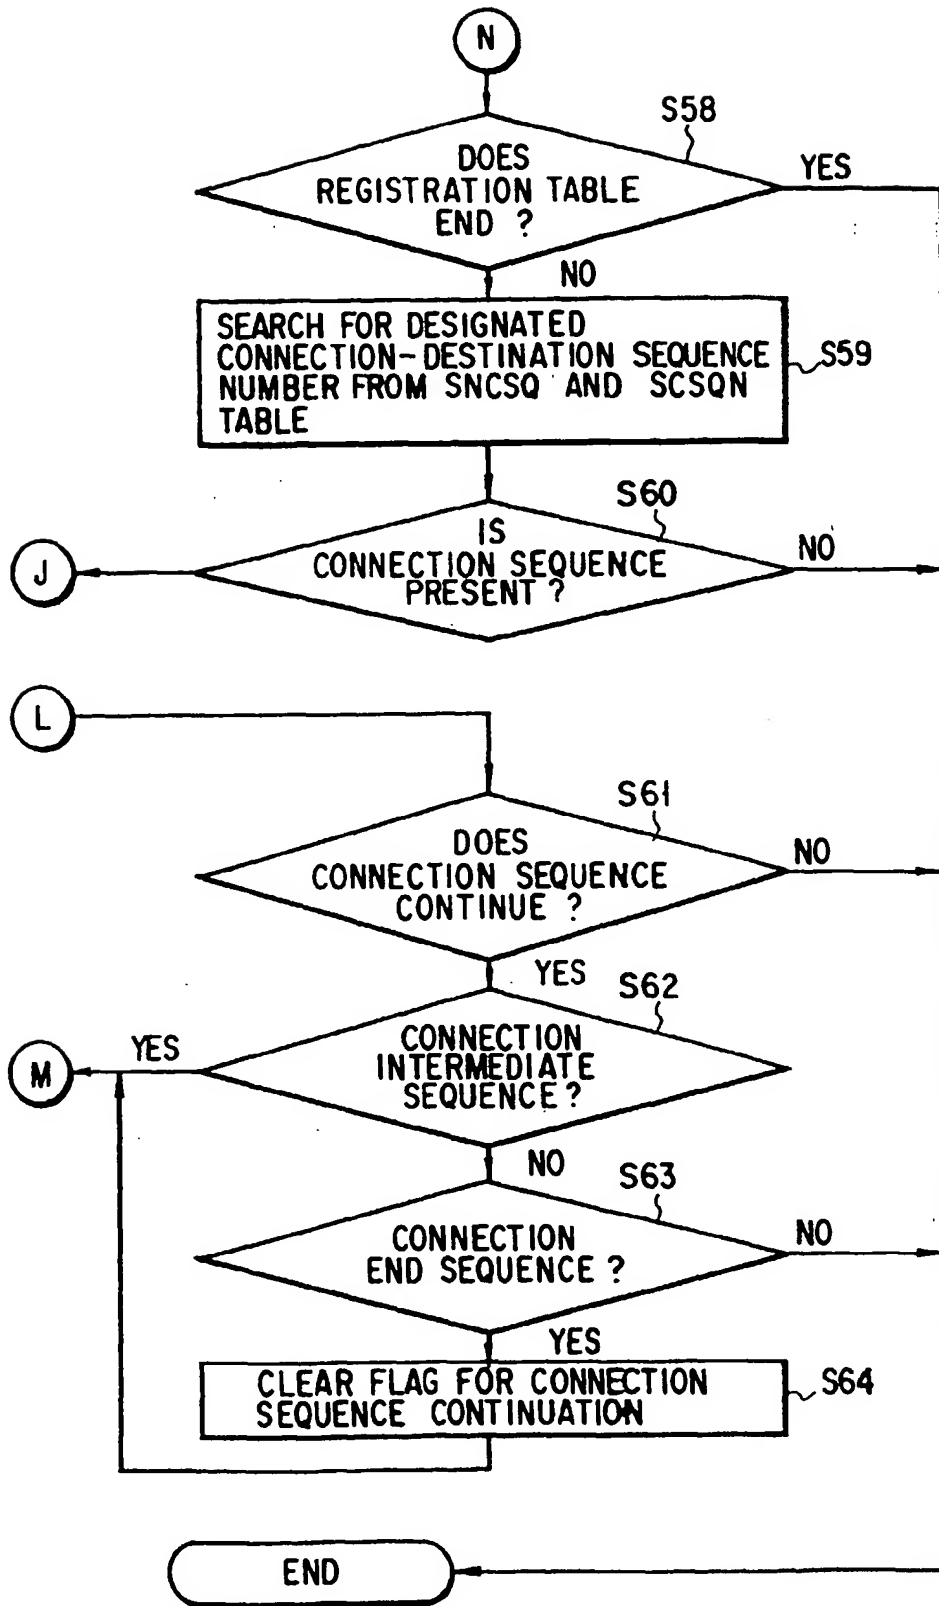 N
S58
DOES
REGISTRATION TABLE
END ?
YES
NO
SEARCH FOR DESIGNATED
CONNECTION-DESTINATION SEQUENCE
NUMBER FROM SNCSQ AND SCSQN
TABLE
S59
S60
IS
CONNECTION SEQUENCE
PRESENT ?
NO
J
L
S61
DOES
CONNECTION SEQUENCE
CONTINUE ?
NO
YES
S62
CONNECTION
INTERMEDIATE
SEQUENCE ?
YES
M
NO
S63
CONNECTION
END SEQUENCE ?
NO
YES
CLEAR FLAG FOR CONNECTION
SEQUENCE CONTINUATION
S64
END